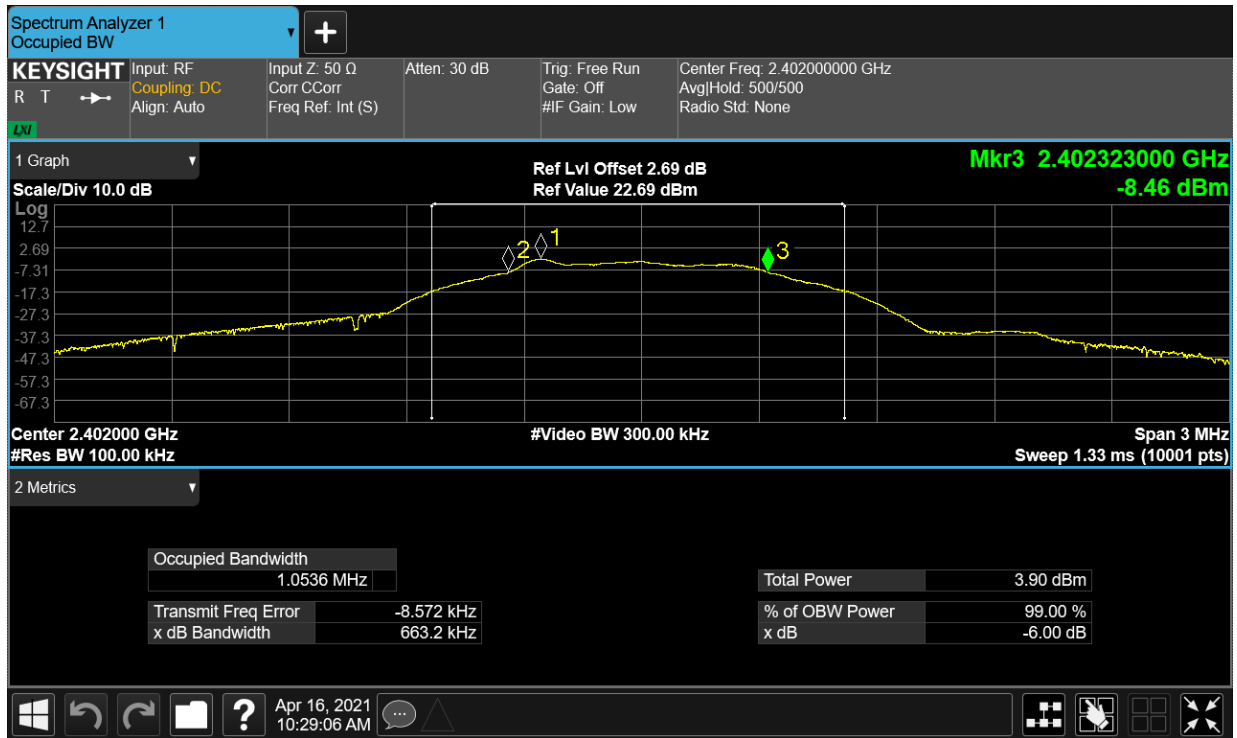 Spectrum Analyzer 1
Occupied BW
KEYSIGHT
R T
LXI
Input: RF
Coupling: DC
Align: Auto
Input Z: 50 Ω
Corr CCorr
Freq Ref: Int (S)
Atten: 30 dB
Trig: Free Run
Gate: Off
#IF Gain: Low
Center Freq: 2.402000000 GHz
Avg|Hold: 500/500
Radio Std: None
1 Graph
Scale/Div 10.0 dB
Ref Lvl Offset 2.69 dB
Ref Value 22.69 dBm
Mkr3 2.402323000 GHz
-8.46 dBm
Log
12.7
2.69
-7.31
-17.3
-27.3
-37.3
-47.3
-57.3
-67.3
2
1
3
Center 2.402000 GHz
#Res BW 100.00 kHz
#Video BW 300.00 kHz
Span 3 MHz
Sweep 1.33 ms (10001 pts)
2 Metrics
Occupied Bandwidth
1.0536 MHz
Transmit Freq Error -8.572 kHz
x dB Bandwidth 663.2 kHz
Total Power 3.90 dBm
% of OBW Power 99.00 %
x dB -6.00 dB
?
Apr 16, 2021
10:29:06 AM